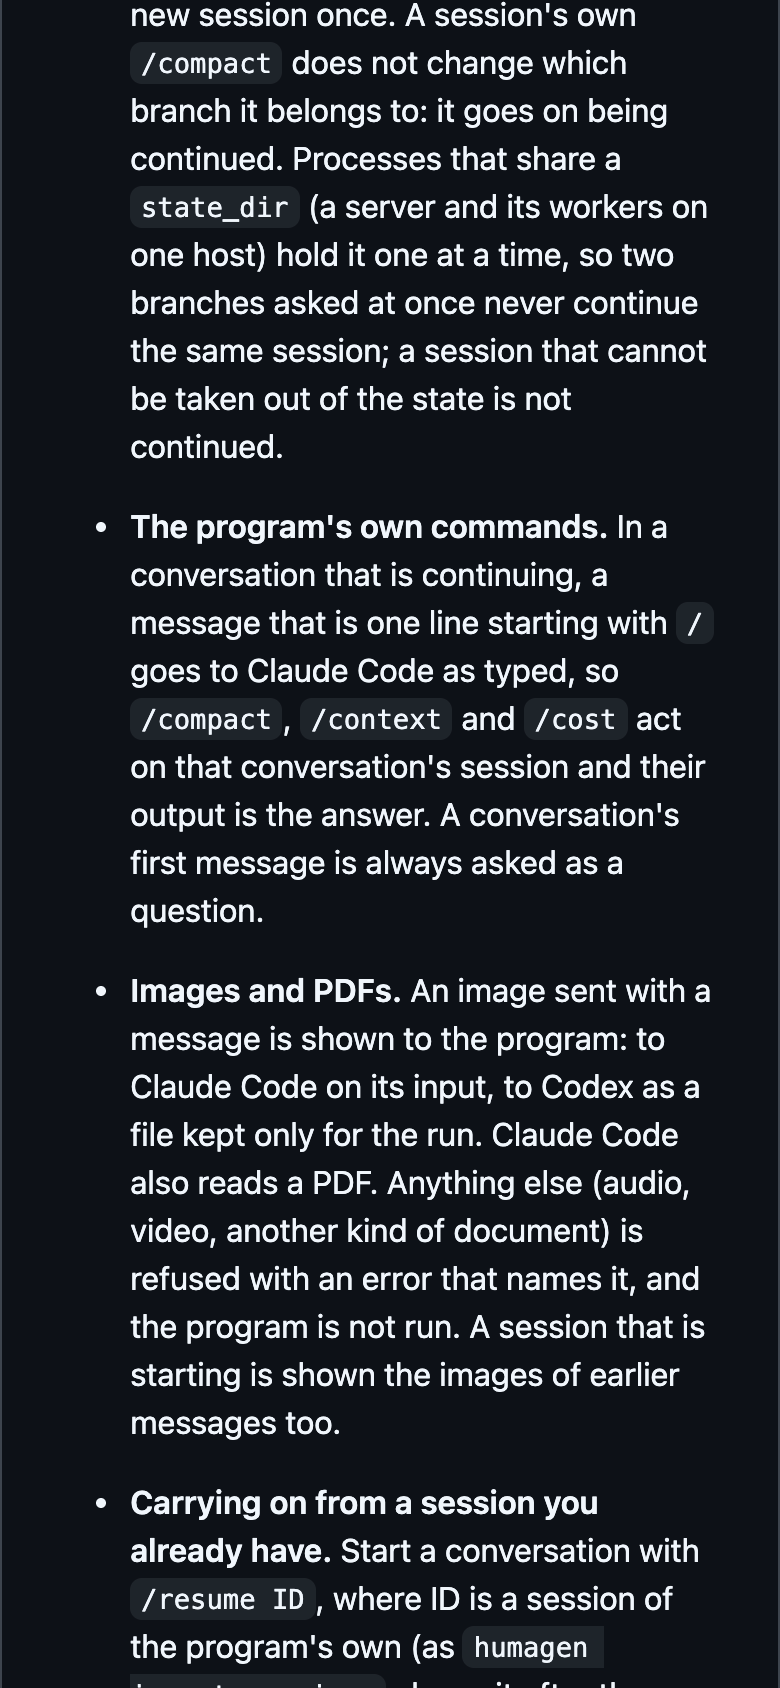 new session once. A session's own
/compact does not change which
branch it belongs to: it goes on being
continued. Processes that share a
state_dir (a server and its workers on
one host) hold it one at a time, so two
branches asked at once never continue
the same session; a session that cannot
be taken out of the state is not
continued.
• The program's own commands. In a
conversation that is continuing, a
message that is one line starting with /
goes to Claude Code as typed, so
/compact, /context and /cost act
on that conversation's session and their
output is the answer. A conversation's
first message is always asked as a
question.
• Images and PDFs. An image sent with a
message is shown to the program: to
Claude Code on its input, to Codex as a
file kept only for the run. Claude Code
also reads a PDF. Anything else (audio,
video, another kind of document) is
refused with an error that names it, and
the program is not run. A session that is
starting is shown the images of earlier
messages too.
• Carrying on from a session you
already have. Start a conversation with
/resume ID, where ID is a session of
the program's own (as humagen